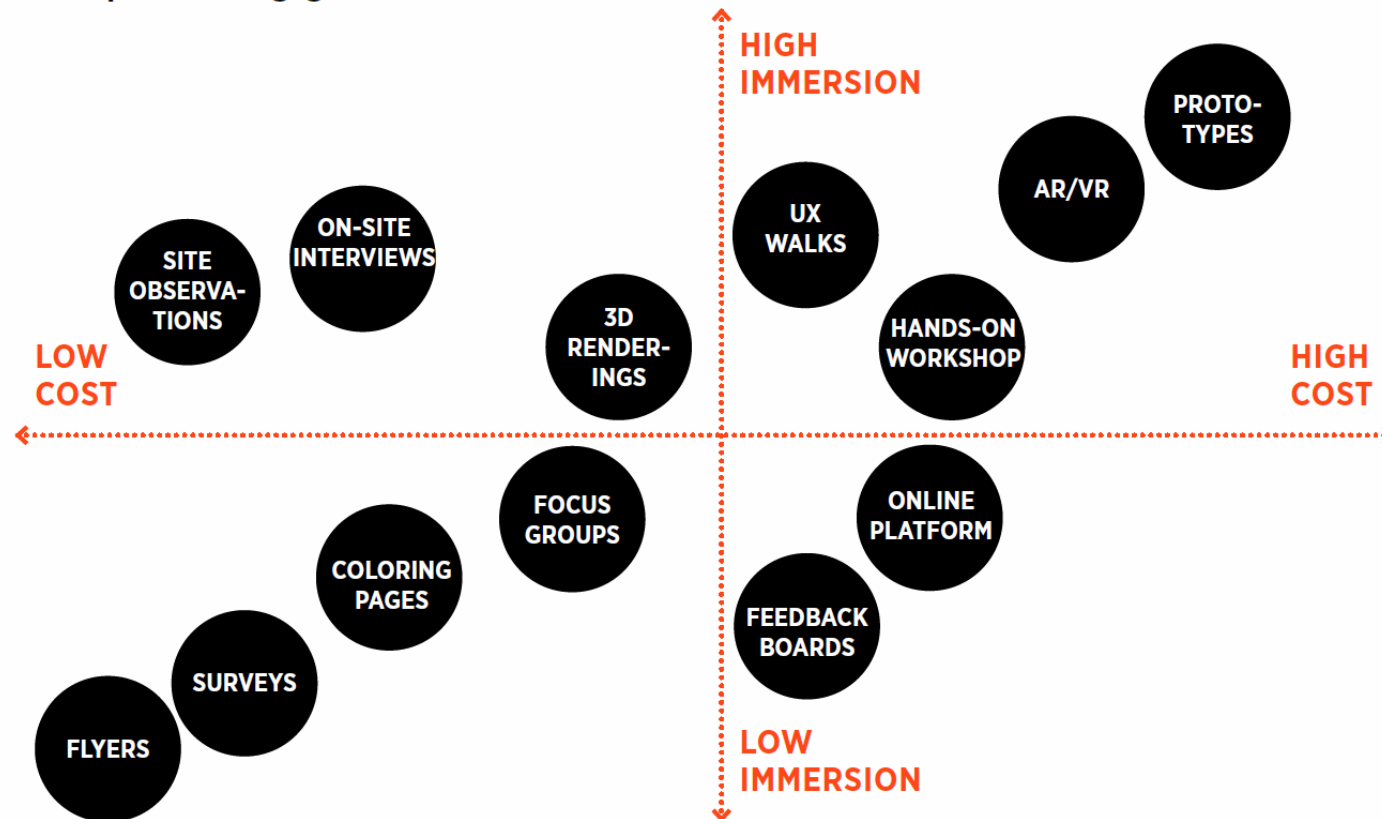 HIGH
IMMERSION
PROTO-
TYPES
AR/VR
UX
WALKS
ON-SITE
INTERVIEWS
SITE
OBSERVA-
TIONS
3D
RENDER-
INGS
HANDS-ON
WORKSHOP
LOW
COST
HIGH
COST
FOCUS
GROUPS
ONLINE
PLATFORM
COLORING
PAGES
FEEDBACK
BOARDS
SURVEYS
FLYERS
LOW
IMMERSION